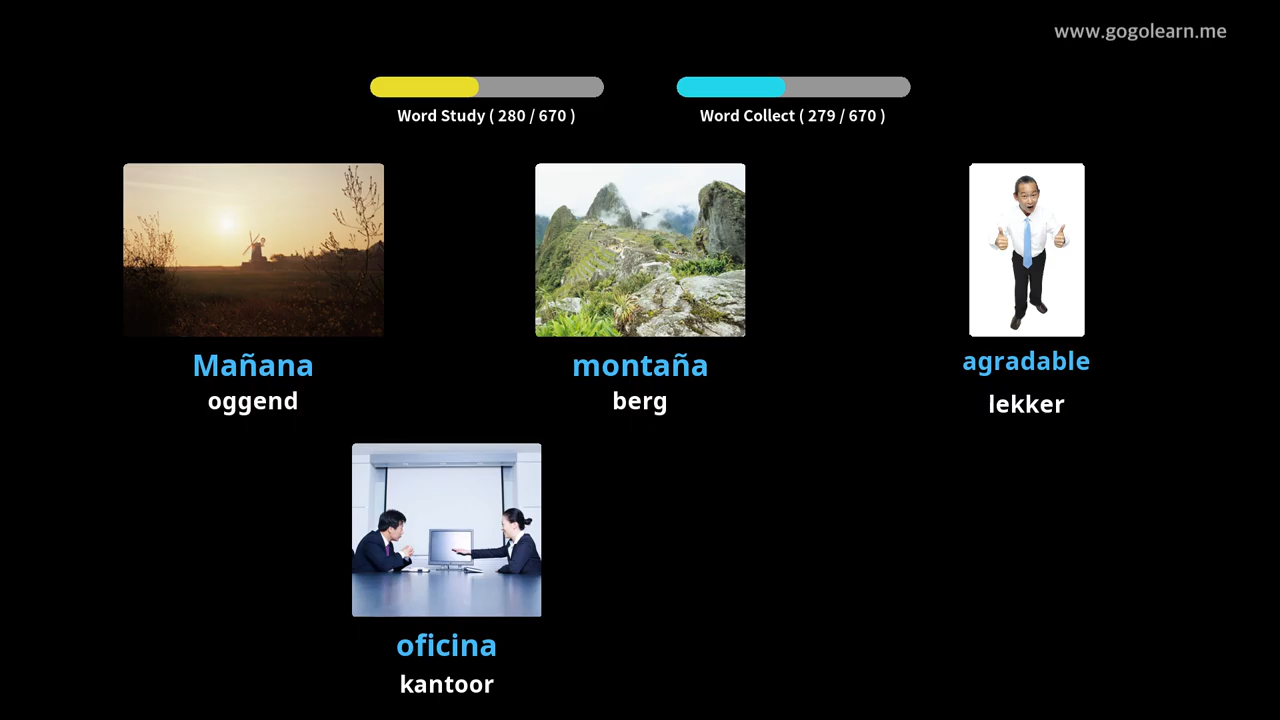 www.gogolearn.me
Word Study ( 280 / 670 )
Word Collect ( 279 / 670 )
Mañana
oggend
montaña
berg
agradable
lekker
oficina
kantoor